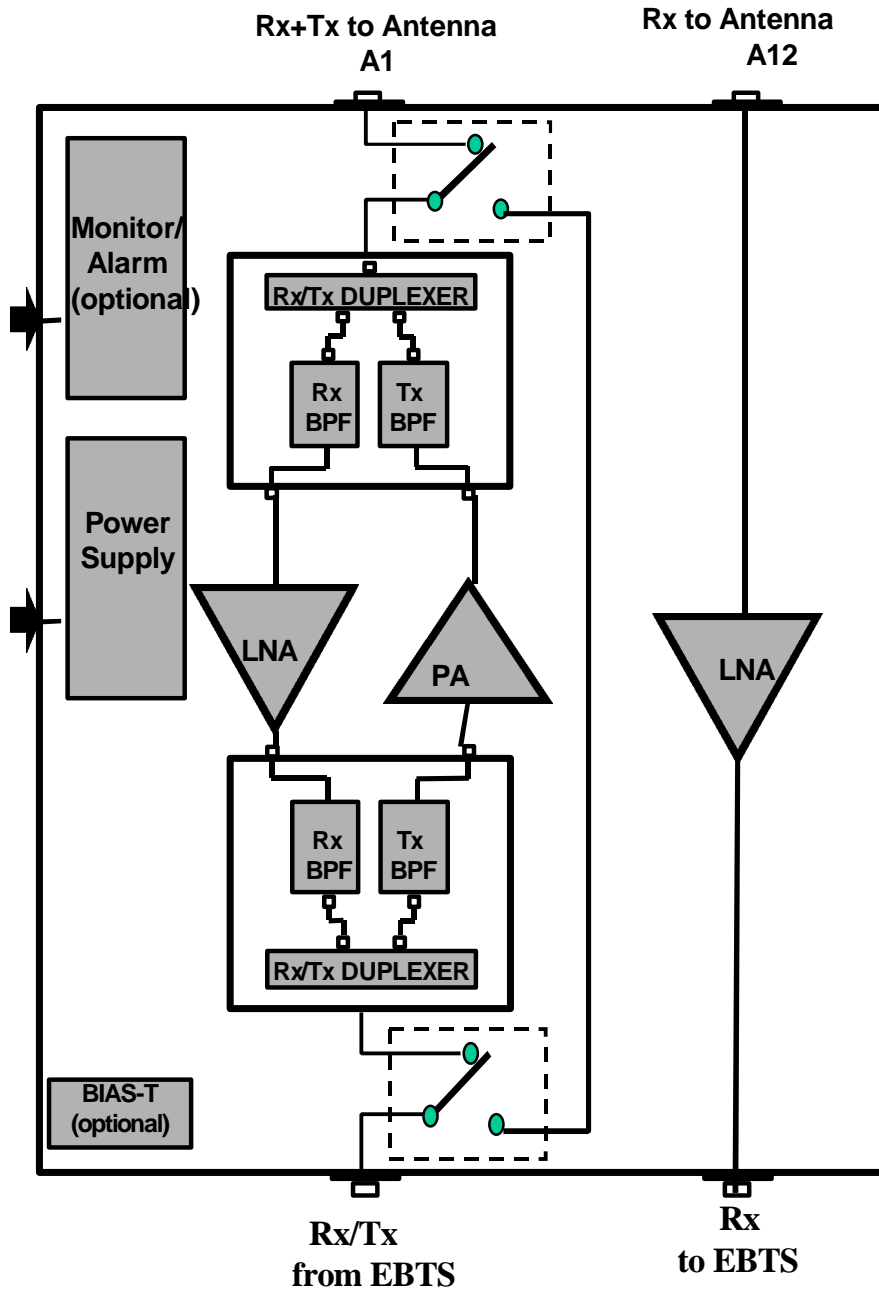 Rx+Tx to Antenna
A1
Rx to Antenna
A12
Monitor/
Alarm
(optional)
Rx/Tx DUPLEXER
Rx
BPF
Tx
BPF
Power
Supply
LNA
PA
LNA
Rx
BPF
Tx
BPF
Rx/Tx DUPLEXER
BIAS-T
(optional)
Rx/Tx
from EBTS
Rx
to EBTS